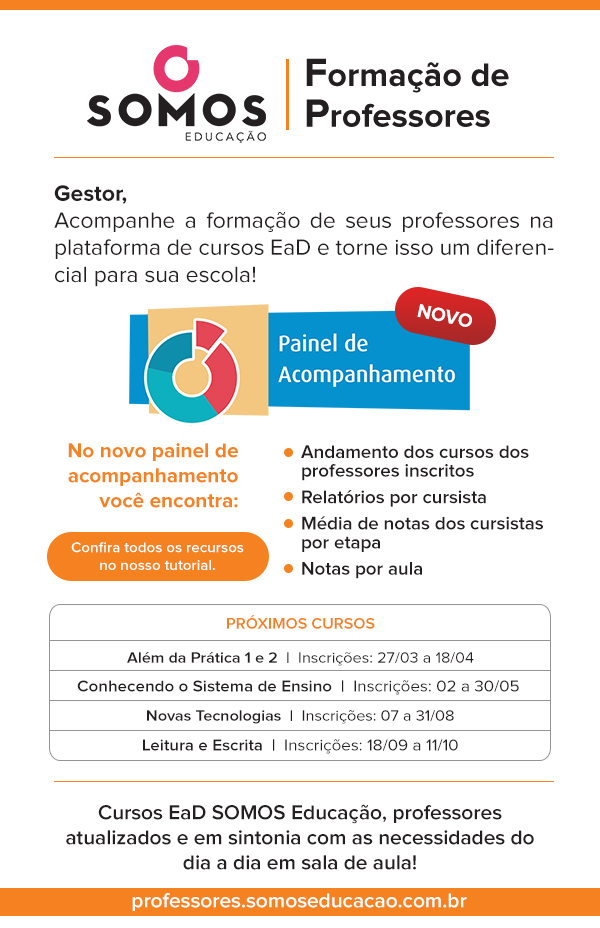 SOMOS
EDUCAÇÃO
Formação de
Professores
Gestor,
Acompanhe a formação de seus professores na
plataforma de cursos EaD e torne isso um diferen-
cial para sua escola!
NOVO
Painel de
Acompanhamento
No novo painel de
acompanhamento
você encontra:
Confira todos os recursos
no nosso tutorial.
Andamento dos cursos dos
professores inscritos
Relatórios por cursista
Média de notas dos cursistas
por etapa
Notas por aula
PRÓXIMOS CURSOS
Além da Prática 1 e 2 | Inscrições: 27/03 a 18/04
Conhecendo o Sistema de Ensino | Inscrições: 02 a 30/05
Novas Tecnologias | Inscrições: 07 a 31/08
Leitura e Escrita | Inscrições: 18/09 a 11/10
Cursos EaD SOMOS Educação, professores
atualizados e em sintonia com as necessidades do
dia a dia em sala de aula!
professores.somoseducacao.com.br